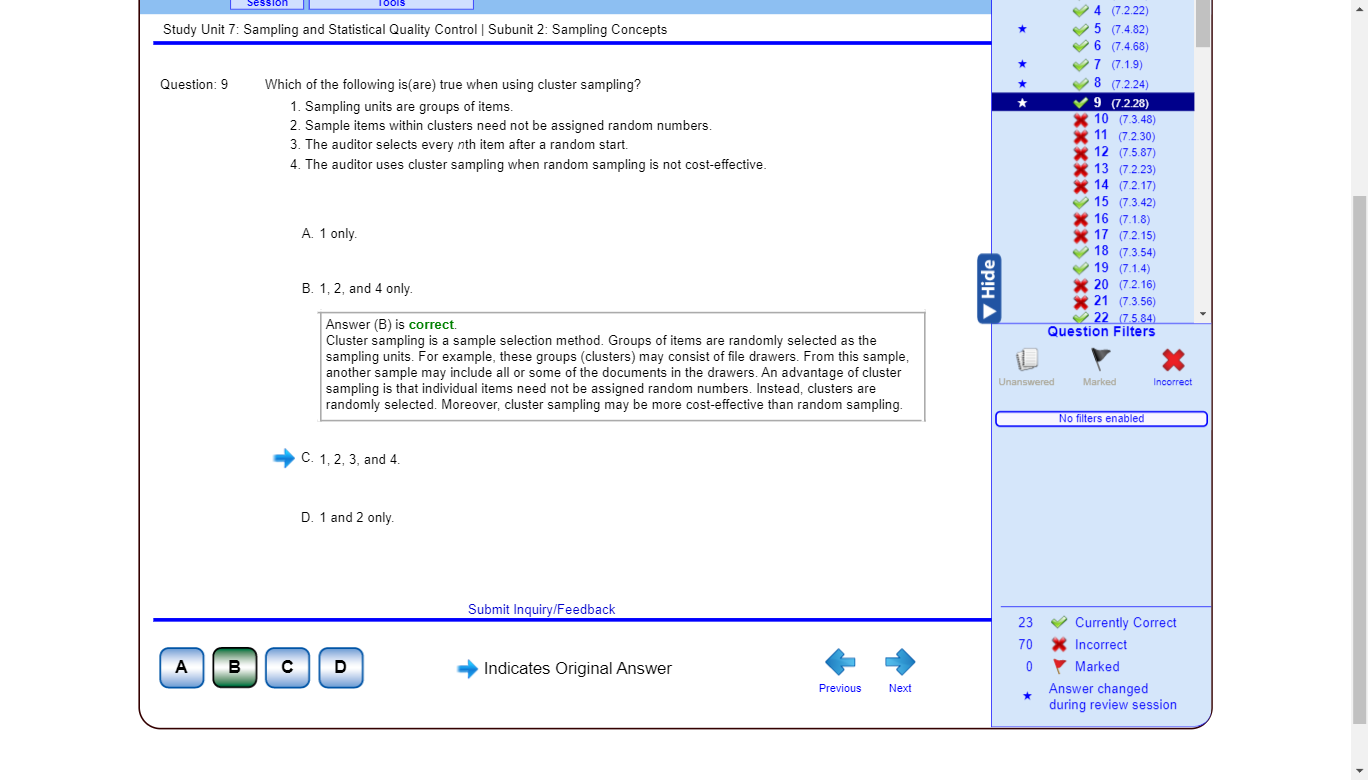 Session Tools
Study Unit 7: Sampling and Statistical Quality Control | Subunit 2: Sampling Concepts
Question: 9 Which of the following is(are) true when using cluster sampling?
1. Sampling units are groups of items.
2. Sample items within clusters need not be assigned random numbers.
3. The auditor selects every nth item after a random start.
4. The auditor uses cluster sampling when random sampling is not cost-effective.
A. 1 only.
B. 1, 2, and 4 only.
Answer (B) is correct.
Cluster sampling is a sample selection method. Groups of items are randomly selected as the
sampling units. For example, these groups (clusters) may consist of file drawers. From this sample,
another sample may include all or some of the documents in the drawers. An advantage of cluster
sampling is that individual items need not be assigned random numbers. Instead, clusters are
randomly selected. Moreover, cluster sampling may be more cost-effective than random sampling.
C. 1, 2, 3, and 4.
D. 1 and 2 only.
Submit Inquiry/Feedback
A B C D
Indicates Original Answer
Previous Next
4 (7.2.22)
5 (7.4.82)
6 (7.4.68)
7 (7.1.9)
8 (7.2.24)
9 (7.2.28)
10 (7.3.48)
11 (7.2.30)
12 (7.5.87)
13 (7.2.23)
14 (7.2.17)
15 (7.3.42)
16 (7.1.8)
17 (7.2.15)
18 (7.3.54)
19 (7.1.4)
20 (7.2.16)
21 (7.3.56)
22 (7.5.84)
Hide
Question Filters
Unanswered Marked Incorrect
No filters enabled
23 Currently Correct
70 Incorrect
0 Marked
Answer changed
during review session